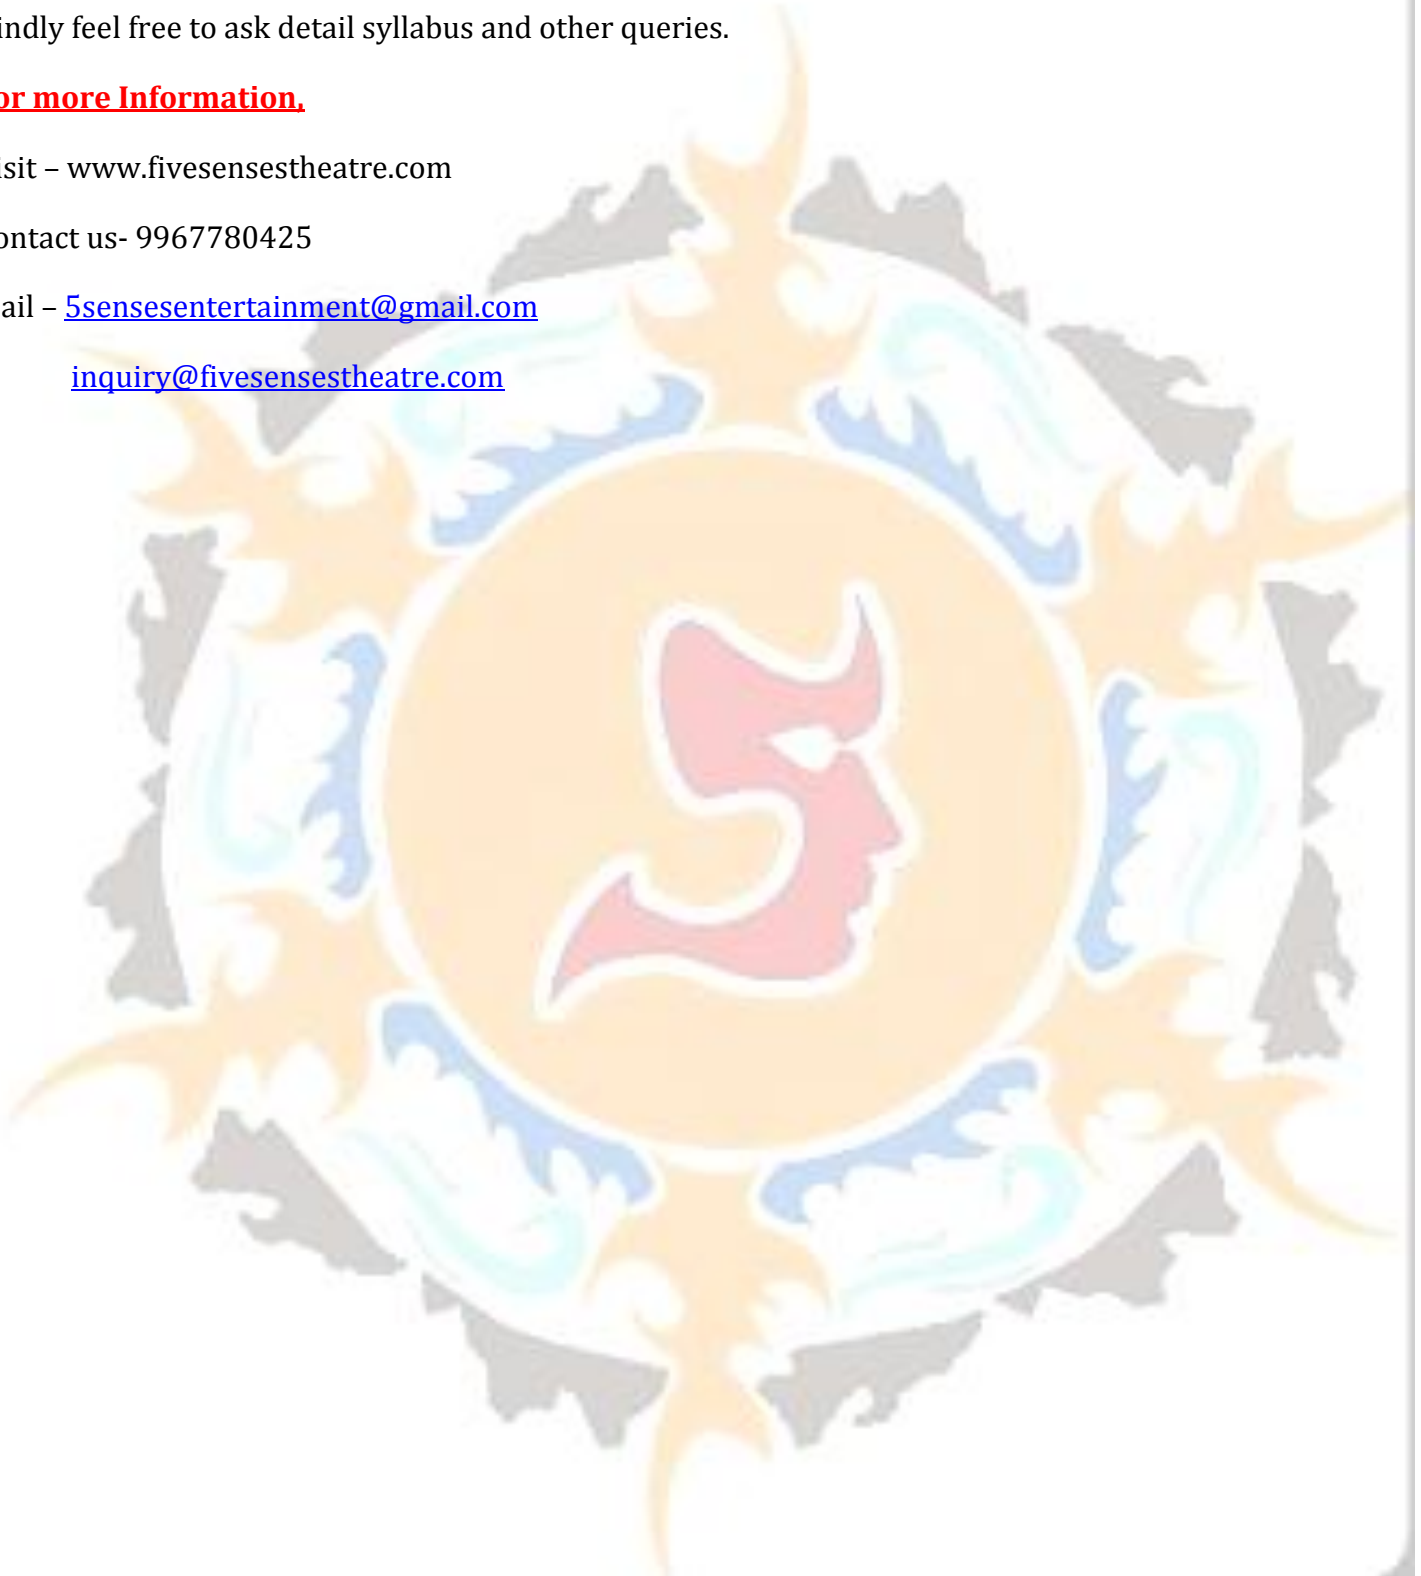 indly feel free to ask detail syllabus and other queries.
or more Information,
isit – www.fivesensestheatre.com
ontact us- 9967780425
ail – 5sensesentertainment@gmail.com
inquiry@fivesensestheatre.com